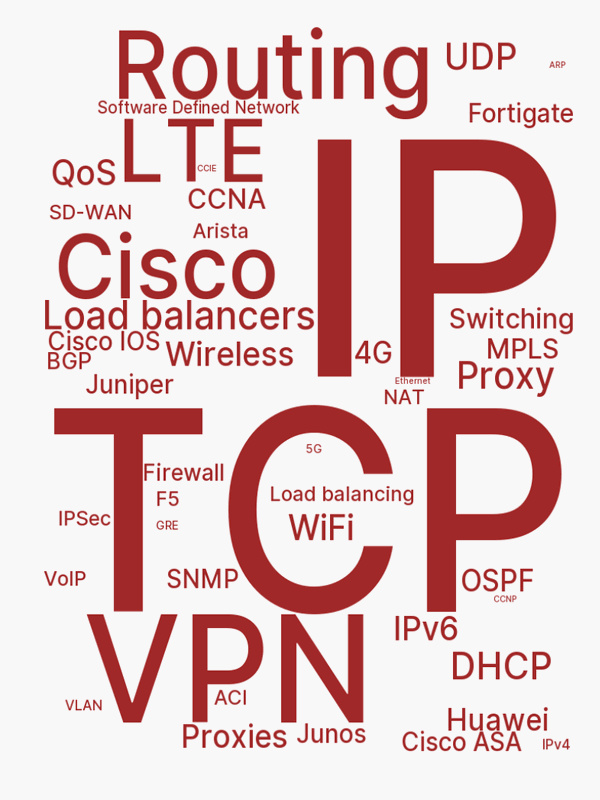 Routing
UDP
ARP
Software Defined Network
Fortigate
LTE
IP
QoS
CCIE
CCNA
SD-WAN
Arista
Cisco
Load balancers
Switching
Cisco IOS
BGP
Wireless
4G
MPLS
Juniper
Ethernet
Proxy
NAT
TCP
5G
Firewall
F5
Load balancing
IPSec
GRE
WiFi
VoIP
SNMP
OSPF
CCNP
VPN
IPv6
DHCP
ACI
VLAN
Huawei
Proxies
Junos
Cisco ASA
IPv4